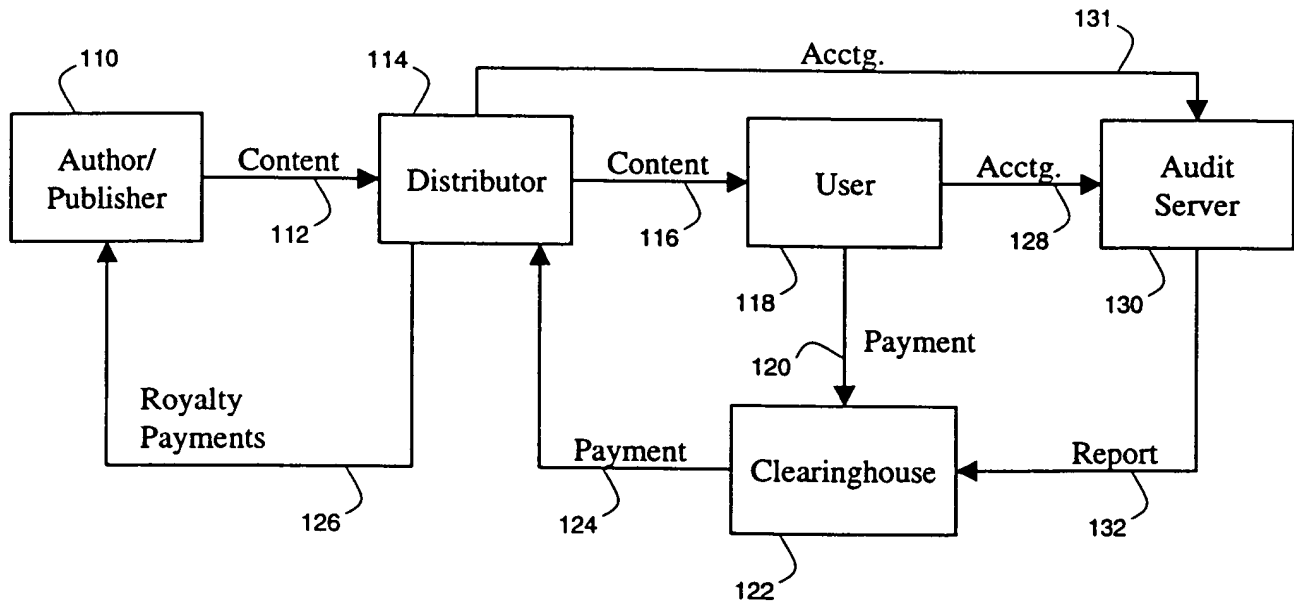 131
110
114
Acctg.
Author/
Publisher
Content
112
Distributor
Content
116
User
118
Acctg.
128
Audit
Server
130
120
Payment
Royalty
Payments
126
Payment
124
Clearinghouse
122
Report
132